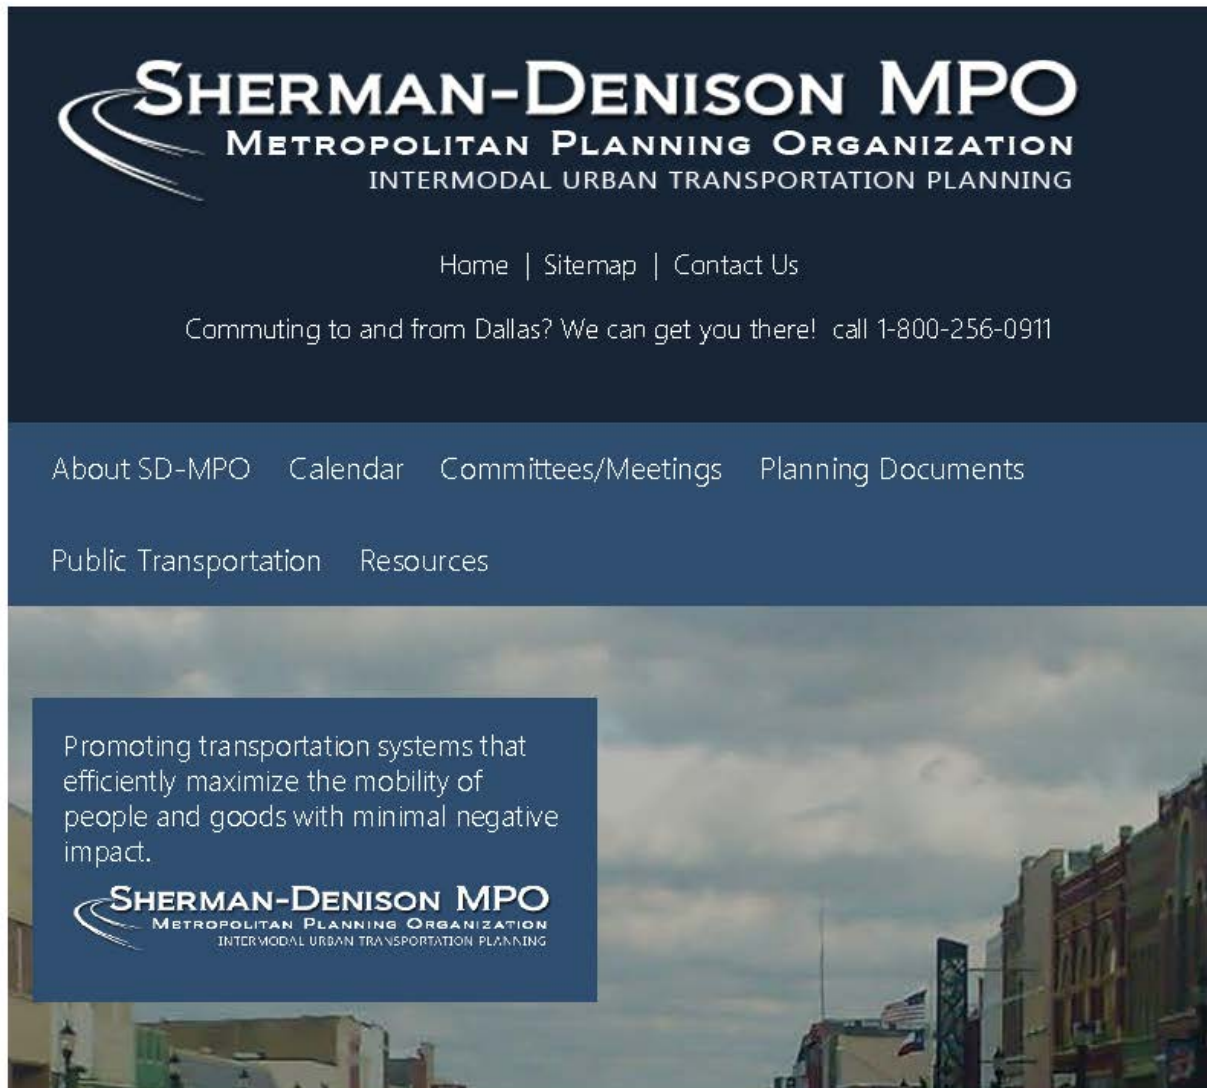 SHERMAN-DENISON MPO
METROPOLITAN PLANNING ORGANIZATION
INTERMODAL URBAN TRANSPORTATION PLANNING
Home | Sitemap | Contact Us
Commuting to and from Dallas? We can get you there! call 1-800-256-0911
About SD-MPO Calendar Committees/Meetings Planning Documents
Public Transportation Resources
Promoting transportation systems that
efficiently maximize the mobility of
people and goods with minimal negative
impact.
SHERMAN-DENISON MPO
METROPOLITAN PLANNING ORGANIZATION
INTERMODAL URBAN TRANSPORTATION PLANNING